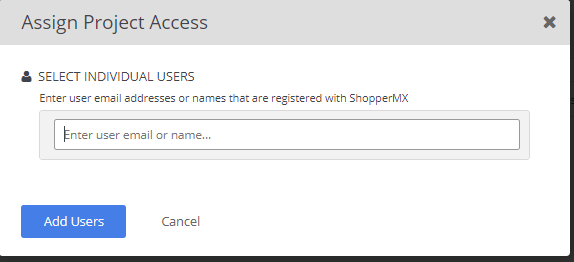 Assign Project Access
SELECT INDIVIDUAL USERS
Enter user email addresses or names that are registered with ShopperMX
Enter user email or name...
Add Users
Cancel